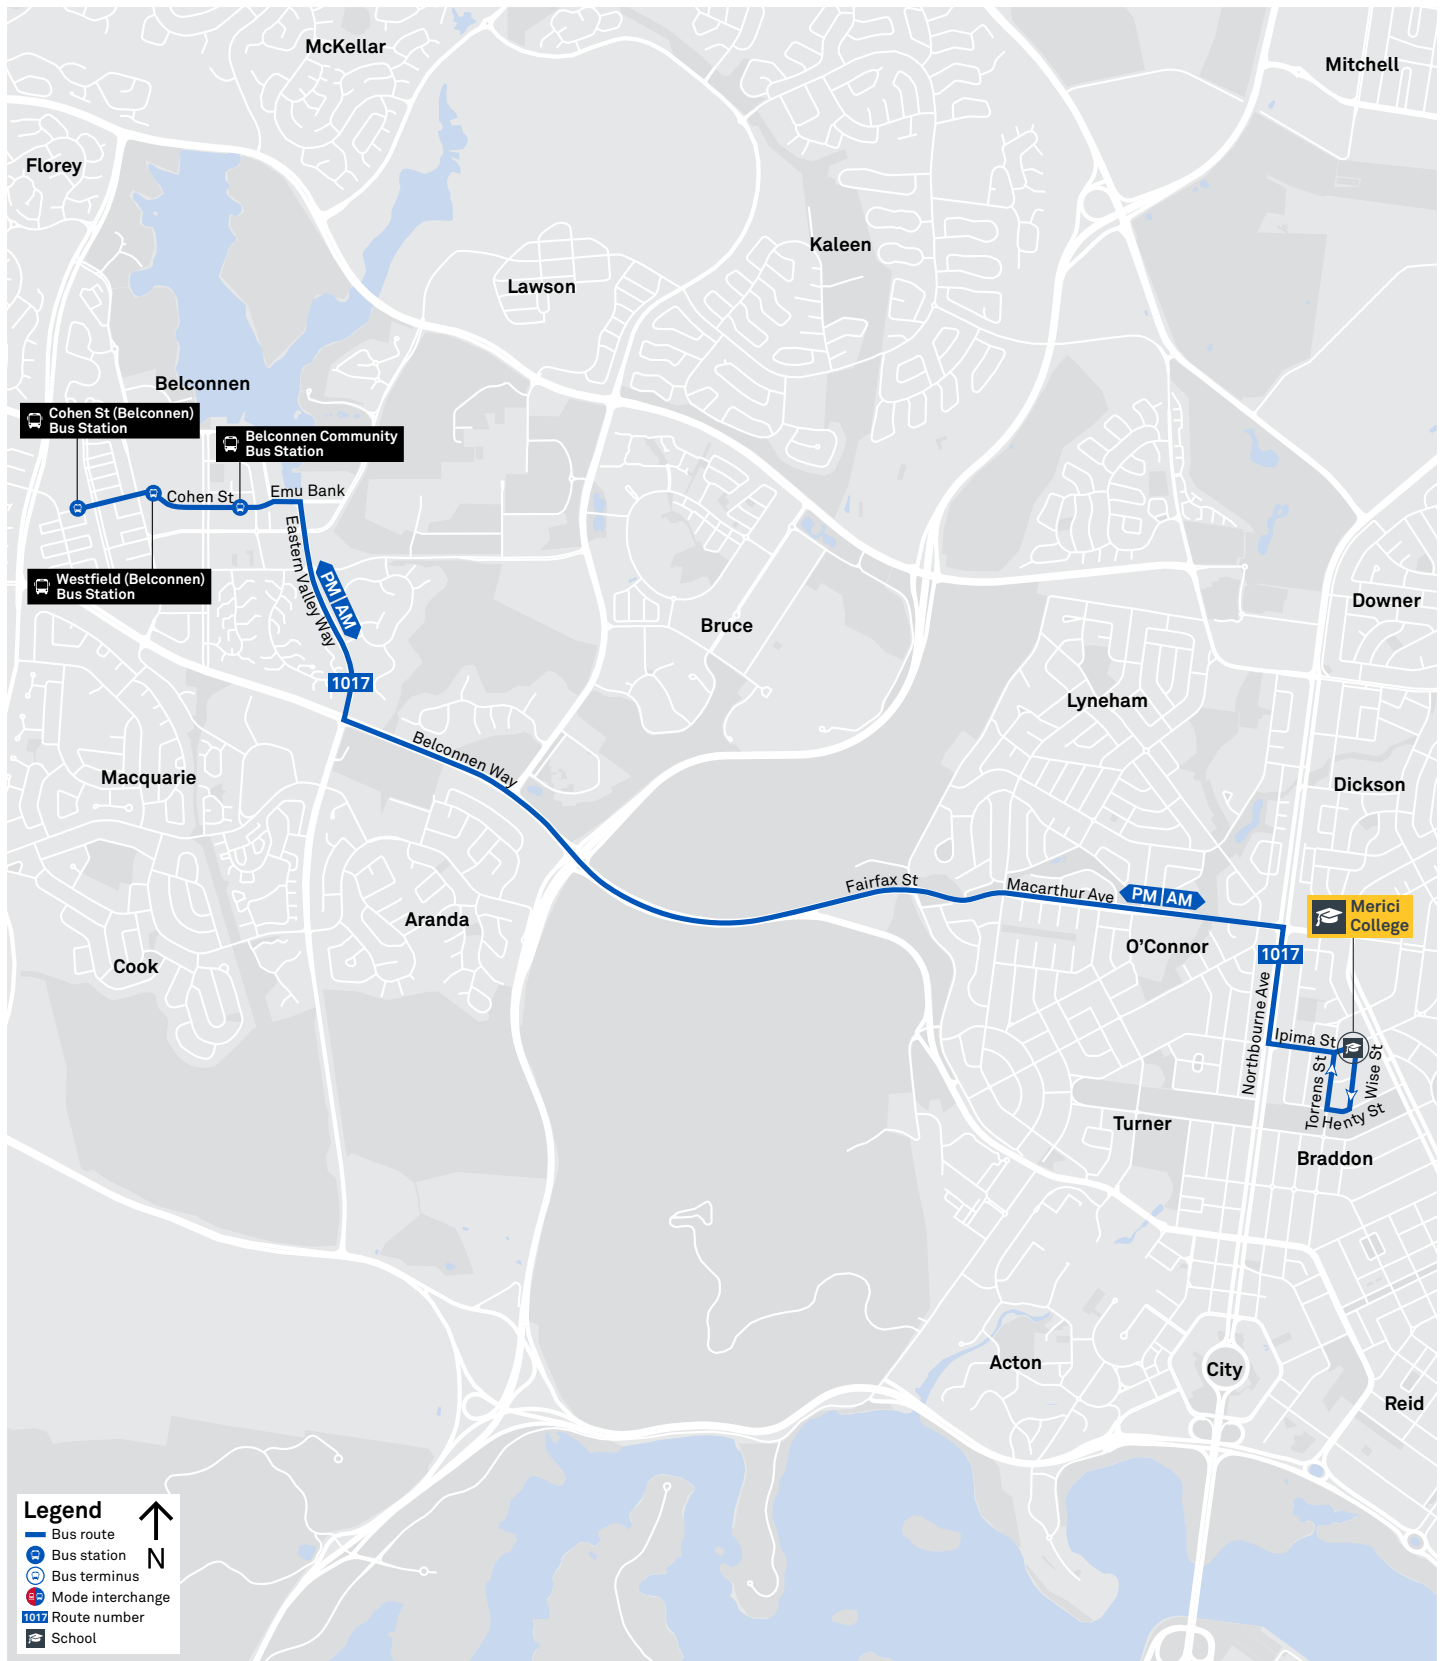 McKellar
Mitchell
Florey
Kaleen
Lawson
Belconnen
Cohen St (Belconnen)
Bus Station
Belconnen Community
Bus Station
Cohen St
Emu Bank
Eastern Valley Way
Westfield (Belconnen)
Bus Station
PM AM
1017
Downer
Bruce
Lyneham
Belconnen Way
Macquarie
Dickson
Fairfax St
Macarthur Ave
PM AM
Merici
College
Aranda
O'Connor
1017
Cook
Northbourne Ave
Ipima St
Torrens St
Wise St
Henty St
Turner
Braddon
Acton
City
Reid
Legend
N
Bus route
Bus station
Bus terminus
Mode interchange
1017 Route number
School